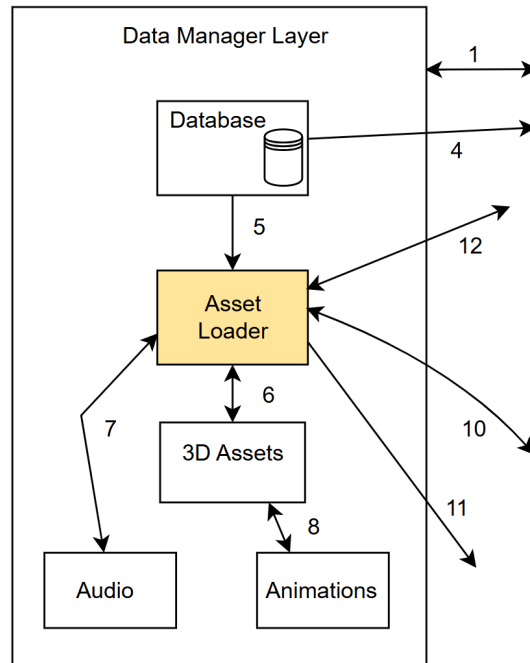 Data Manager Layer
1
Database
4
5
12
Asset
Loader
6
7
10
3D Assets
11
8
Audio
Animations